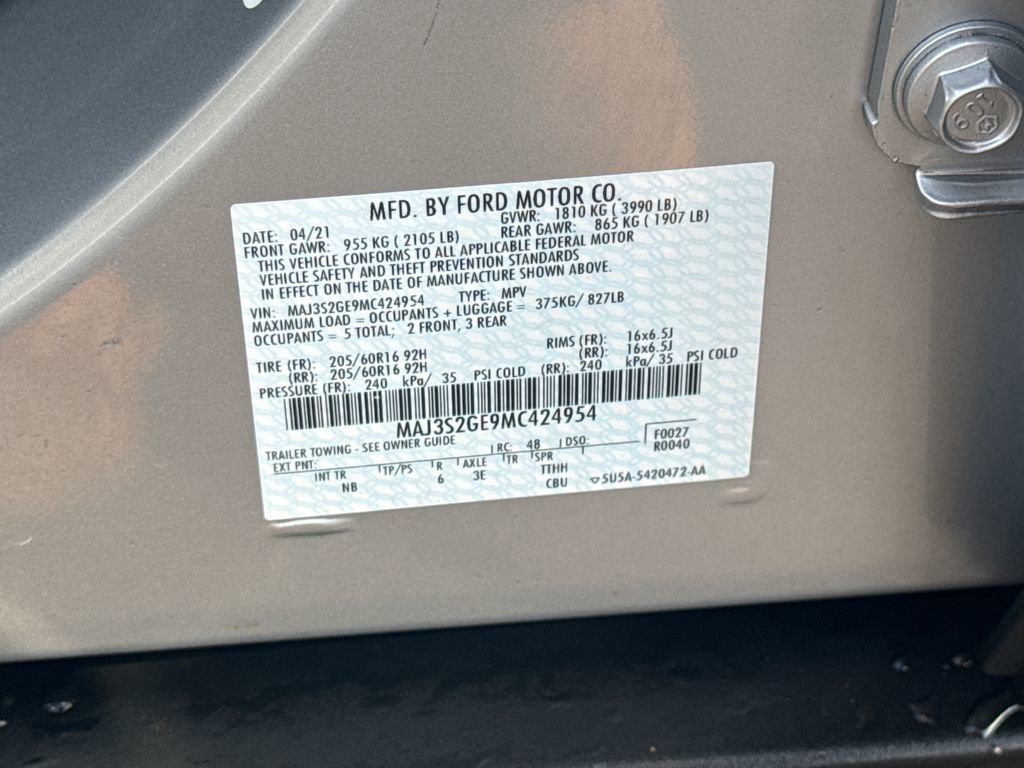 MFD. BY FORD MOTOR CO.
DATE: 04/21 GVWR: 1810 KG (3990 LB)
FRONT GAWR: 955 KG (2105 LB) REAR GAWR: 865 KG (1907 LB)
THIS VEHICLE CONFORMS TO ALL APPLICABLE FEDERAL MOTOR
VEHICLE SAFETY AND THEFT PREVENTION STANDARDS
IN EFFECT ON THE DATE OF MANUFACTURE SHOWN ABOVE.
VIN: MAJ3S2GE9MC424954 TYPE: MPV
MAXIMUM LOAD = OCCUPANTS + LUGGAGE = 375KG/ 827LB
OCCUPANTS = 5 TOTAL; 2 FRONT, 3 REAR
TIRE (FR): 205/60R16 92H RIMS (FR): 16x6.5J
(RR): 205/60R16 92H (RR): 16x6.5J
PRESSURE (FR): 240 kPa/ 35 PSI COLD (RR): 240 kPa/ 35 PSI COLD
MAJ3S2GE9MC424954
TRAILER TOWING - SEE OWNER GUIDE
EXT PNT: RC: 48 DSO: F0027
R0040
INT TR TP/PS R AXLE TR SPR
NB 6 3E TTHH
CBU 5U5A-5420472-AA